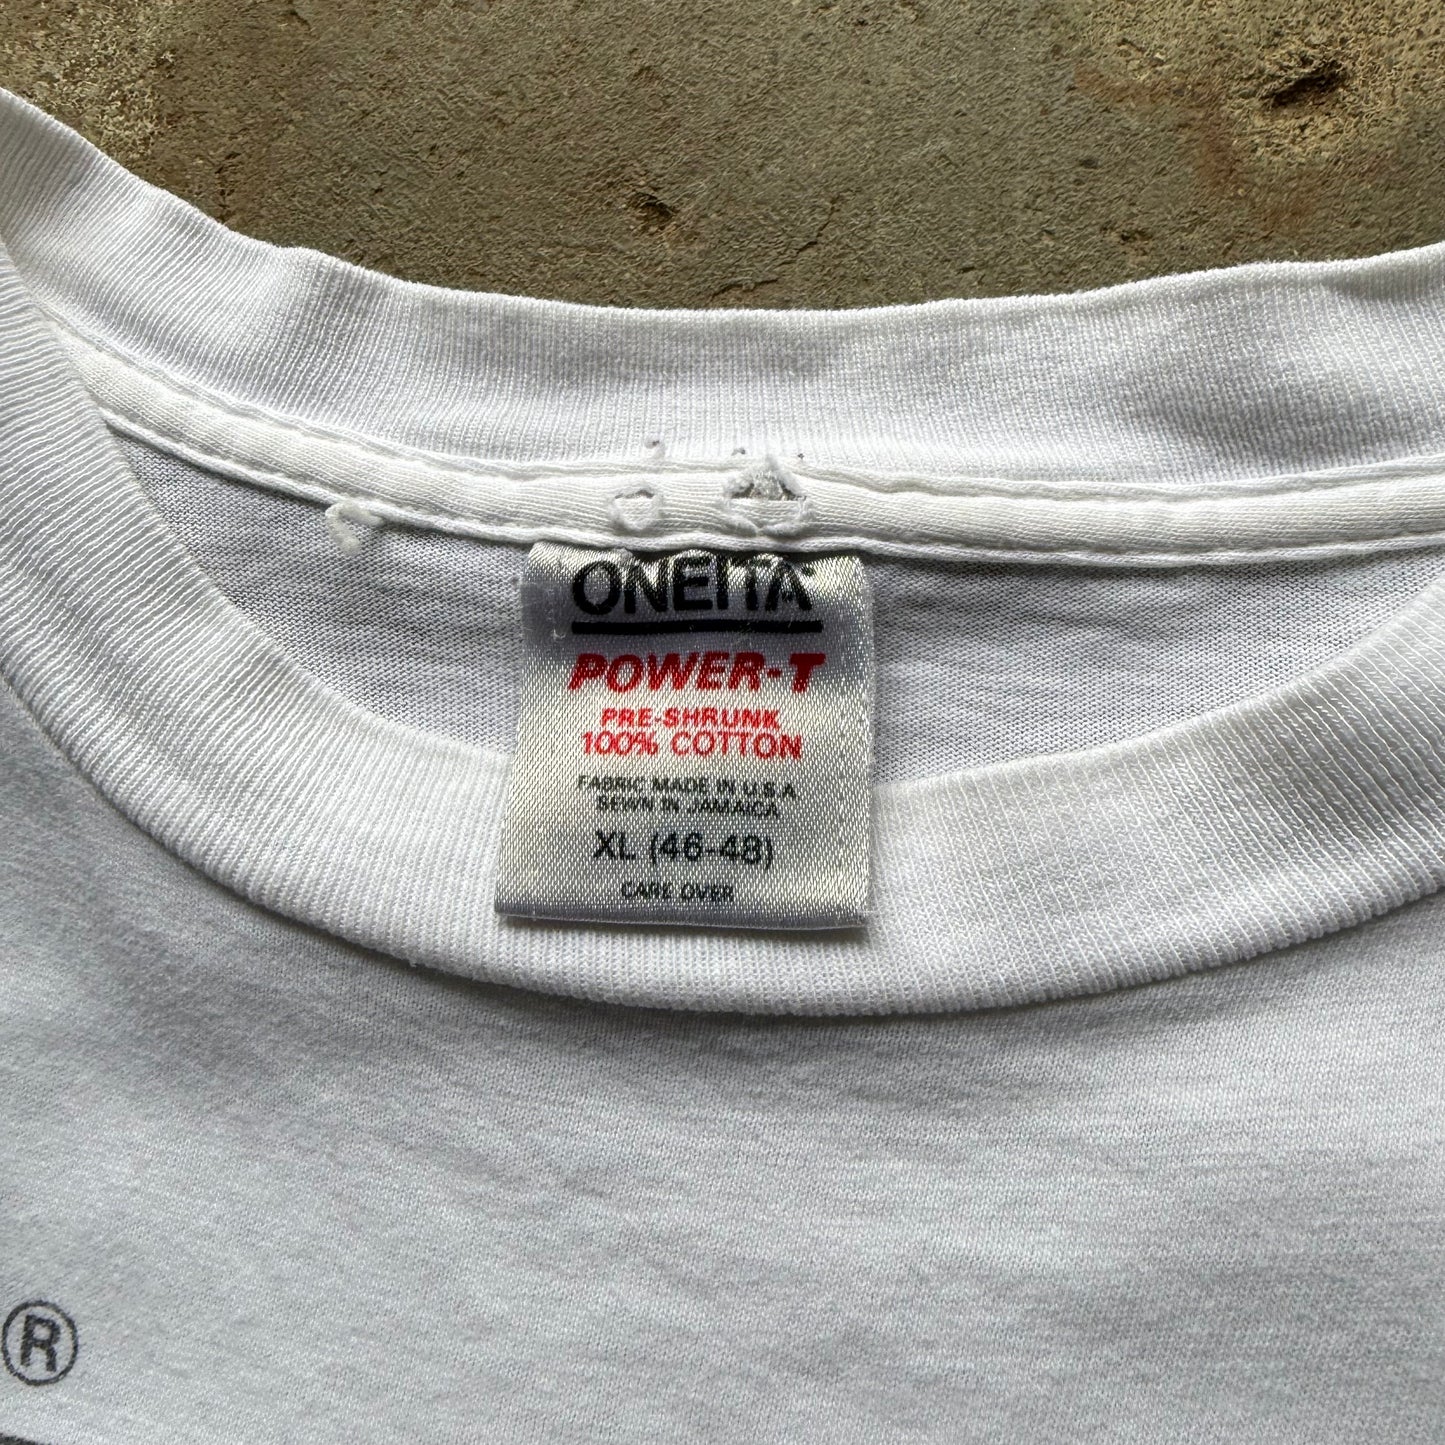 ONEITA
POWER-T
PRE-SHRUNK
100% COTTON
FABRIC MADE IN U.S.A
SEWN IN JAMAICA
XL (46-48)
CARE OVER
®